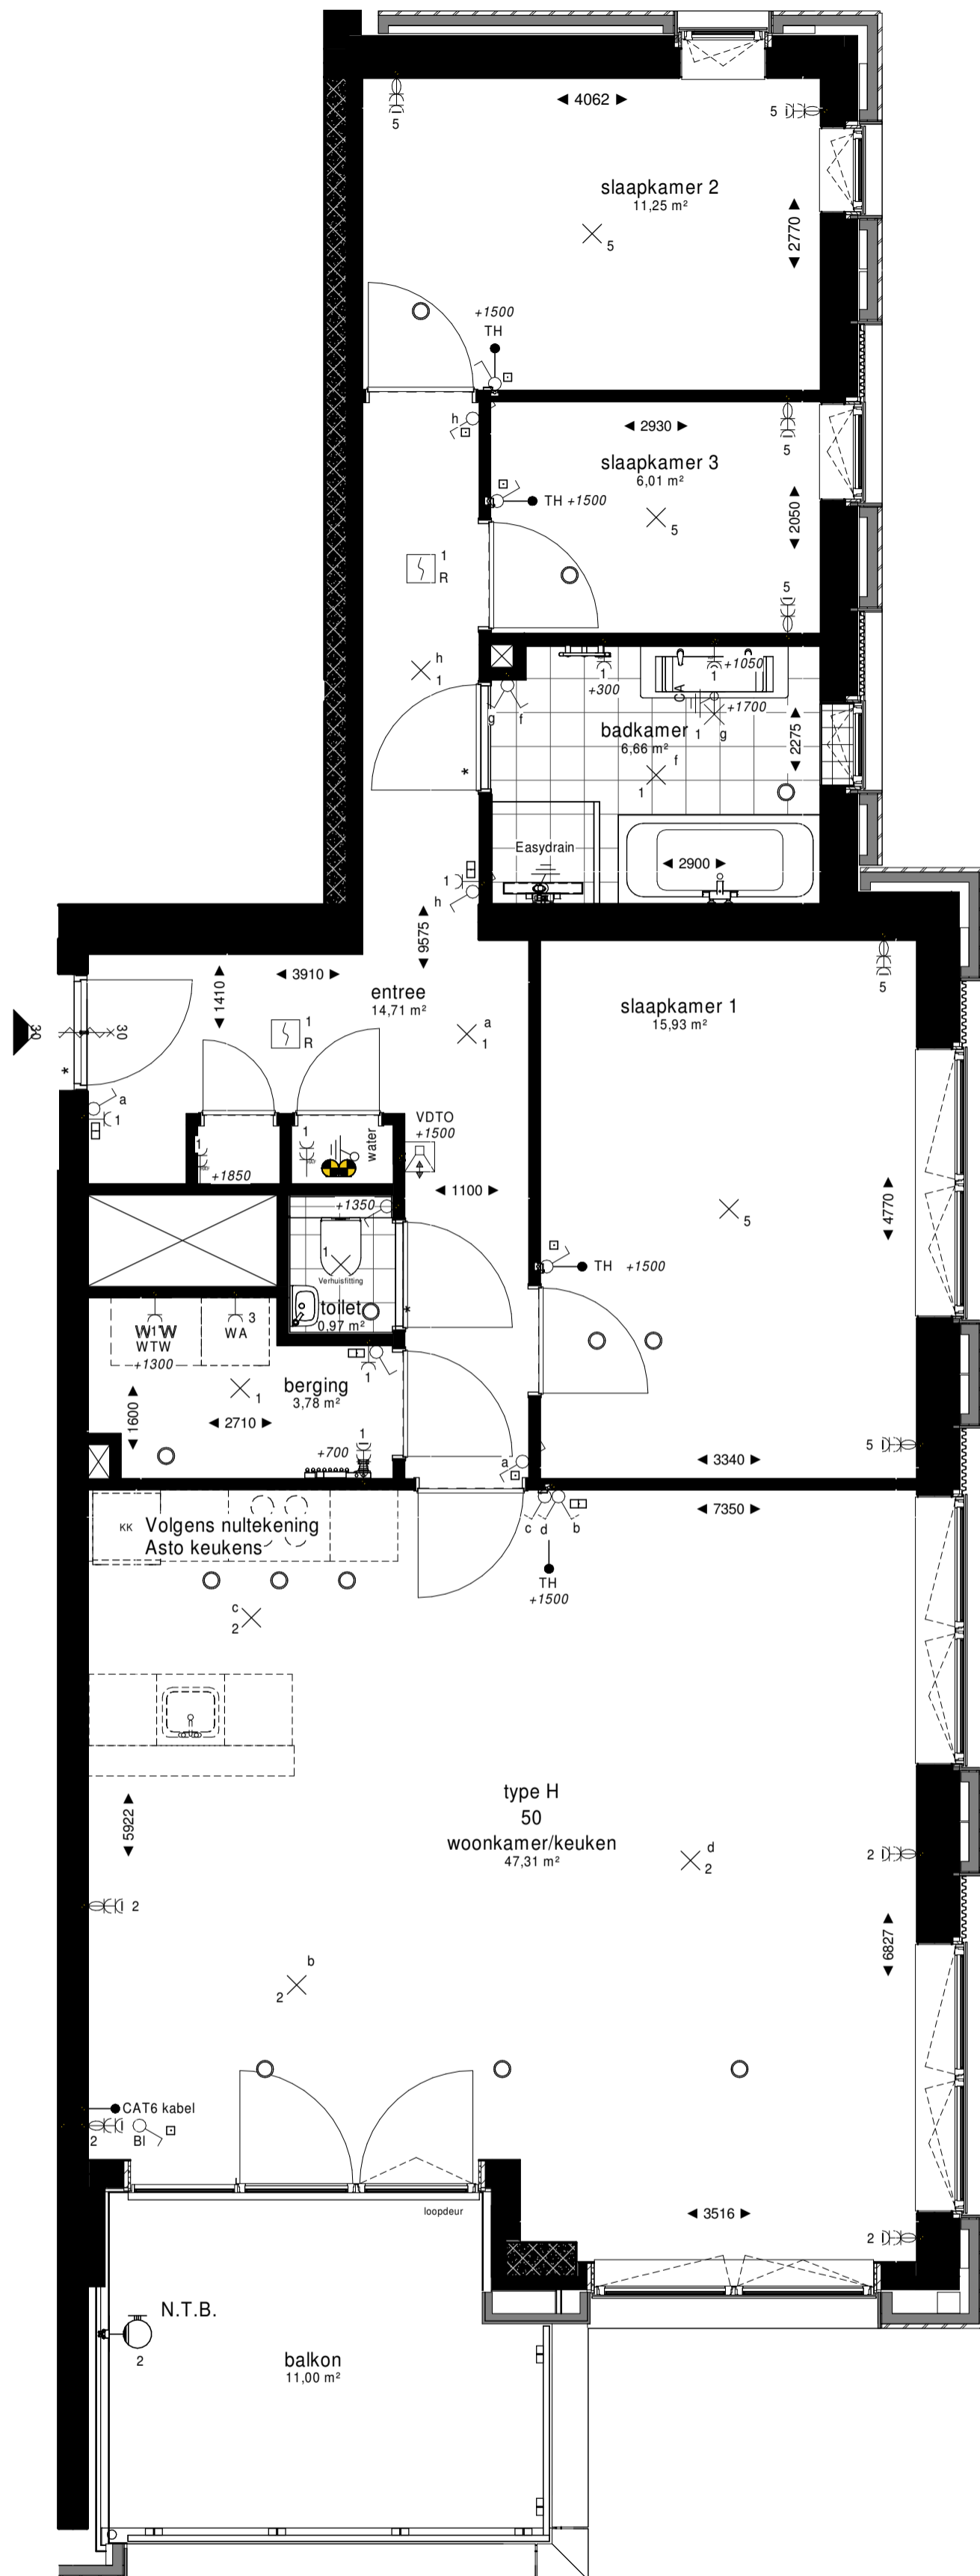 4062
5
5
slaapkamer 2
11,25 m²
2770
5
+1500
TH
h
2930
5
slaapkamer 3
6,01 m²
TH +1500
5
2050
5
1
R
h
1
1
+300
1
+1050
CA
+1700
1
g
g
f
badkamer
6,66 m²
f
1
2275
*
Easydrain
2900
1
h
9575
3910
1410
entree
14,71 m²
a
1
1
R
30
30
*
a
1
slaapkamer 1
15,93 m²
5
1
+1850
1
water
VDTO
+1500
1100
+1350
1
Verhuisfitting
toilet
0,97 m²
*
4770
5
TH +1500
1
WTW
+1300
3
WA
1
berging
3,78 m²
1
1600
2710
+700
1
a
5
3340
KK
Volgens nultekening
Asto keukens
c
d
b
7350
TH
+1500
c
2
type H
50
woonkamer/keuken
47,31 m²
5922
d
2
2
2
6827
b
2
CAT6 kabel
2
BI
loopdeur
3516
2
N.T.B.
2
balkon
11,00 m²